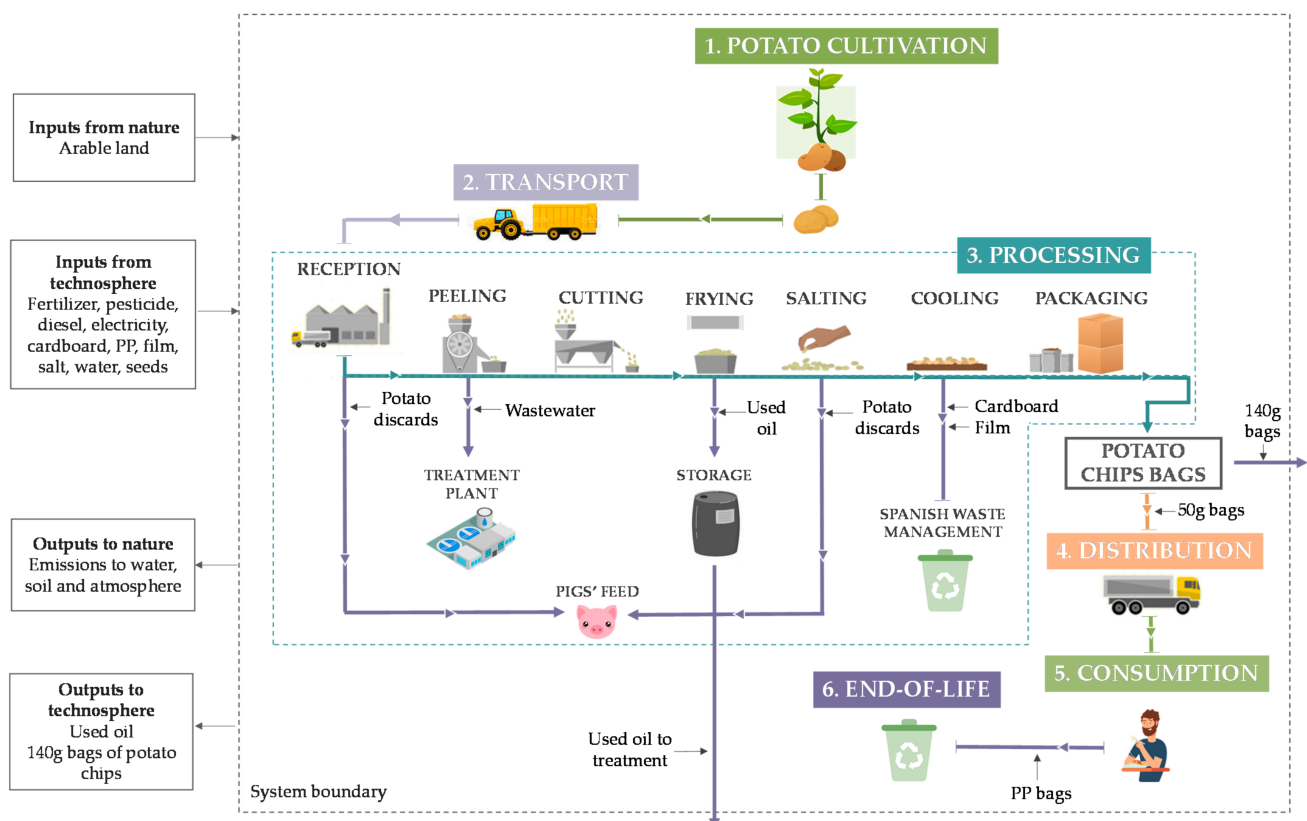 1. POTATO CULTIVATION
Inputs from nature
Arable land
2. TRANSPORT
Inputs from
technosphere
Fertilizer, pesticide,
diesel, electricity,
cardboard, PP, film,
salt, water, seeds
3. PROCESSING
RECEPTION
PEELING
CUTTING
FRYING
SALTING
COOLING
PACKAGING
Potato
discards
Wastewater
Used
oil
Potato
discards
Cardboard
Film
140g
bags
POTATO
CHIPS BAGS
TREATMENT
PLANT
STORAGE
SPANISH WASTE
MANAGEMENT
50g bags
4. DISTRIBUTION
Outputs to nature
Emissions to water,
soil and atmosphere
PIGS' FEED
5. CONSUMPTION
6. END-OF-LIFE
Outputs to
technosphere
Used oil
140g bags of potato
chips
Used oil to
treatment
PP bags
System boundary